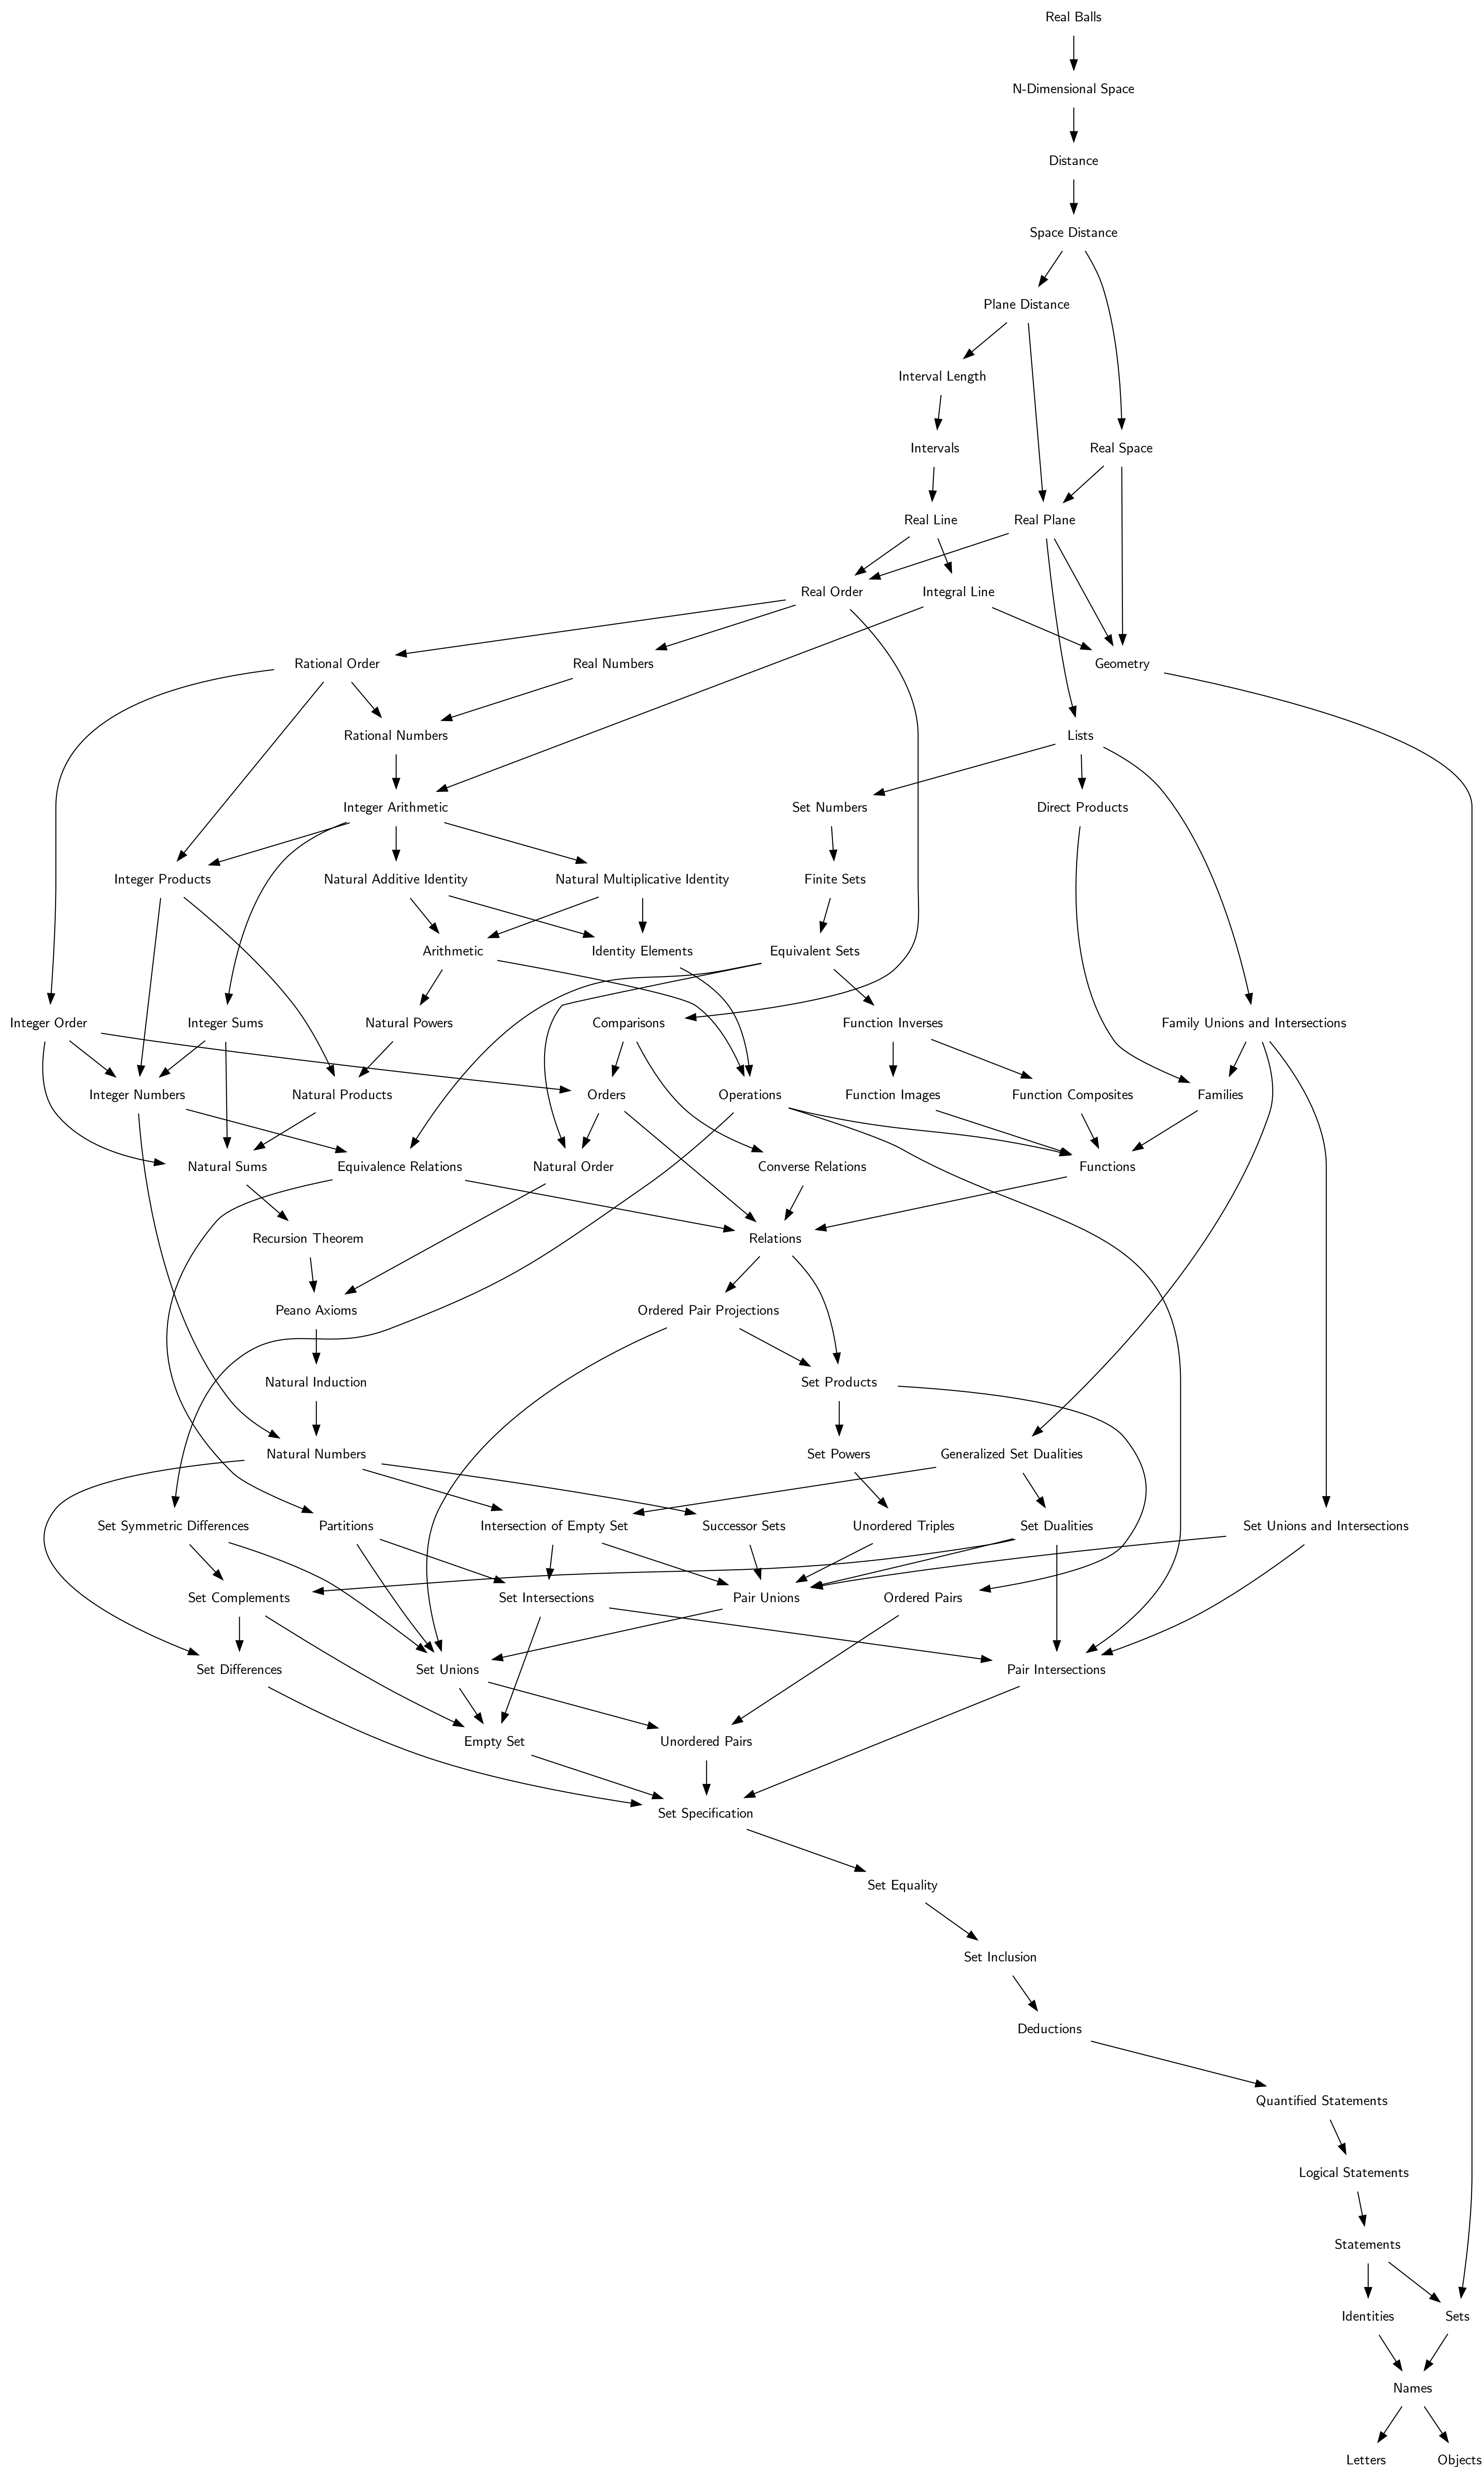 Real Balls
N-Dimensional Space
Distance
Space Distance
Plane Distance
Interval Length
Intervals
Real Space
Real Line
Real Plane
Real Order
Integral Line
Rational Order
Real Numbers
Geometry
Rational Numbers
Lists
Integer Arithmetic
Set Numbers
Direct Products
Integer Products
Natural Additive Identity
Natural Multiplicative Identity
Finite Sets
Arithmetic
Identity Elements
Equivalent Sets
Integer Order
Integer Sums
Natural Powers
Comparisons
Function Inverses
Family Unions and Intersections
Integer Numbers
Natural Products
Orders
Operations
Function Images
Function Composites
Families
Natural Sums
Equivalence Relations
Natural Order
Converse Relations
Functions
Recursion Theorem
Relations
Peano Axioms
Ordered Pair Projections
Natural Induction
Set Products
Natural Numbers
Set Powers
Generalized Set Dualities
Set Symmetric Differences
Partitions
Intersection of Empty Set
Successor Sets
Unordered Triples
Set Dualities
Set Unions and Intersections
Set Complements
Set Intersections
Pair Unions
Ordered Pairs
Set Differences
Set Unions
Pair Intersections
Empty Set
Unordered Pairs
Set Specification
Set Equality
Set Inclusion
Deductions
Quantified Statements
Logical Statements
Statements
Identities
Sets
Names
Letters
Objects